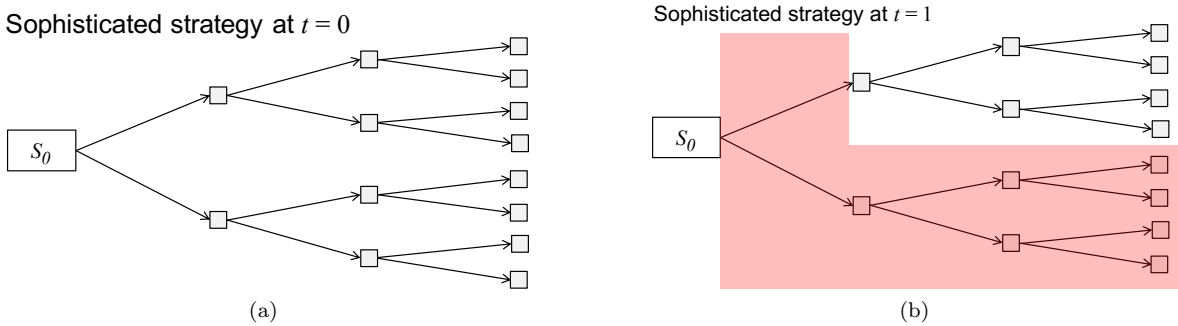 Sophisticated strategy at t = 0
S₀
(a)
Sophisticated strategy at t = 1
S₀
(b)